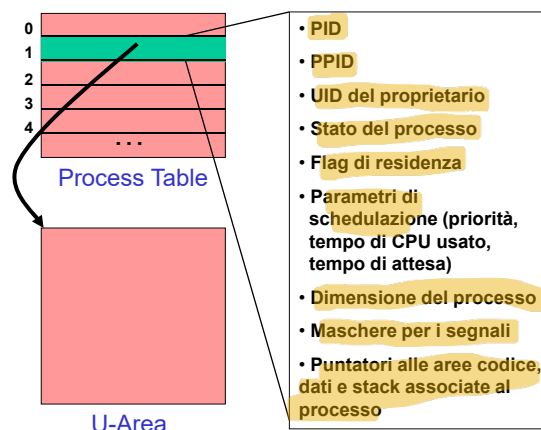 0
1
2
3
4
...
Process Table
U-Area
• PID
• PPID
• UID del proprietario
• Stato del processo
• Flag di residenza
• Parametri di
schedulazione (priorità,
tempo di CPU usato,
tempo di attesa)
• Dimensione del processo
• Maschere per i segnali
• Puntatori alle aree codice,
dati e stack associate al
processo